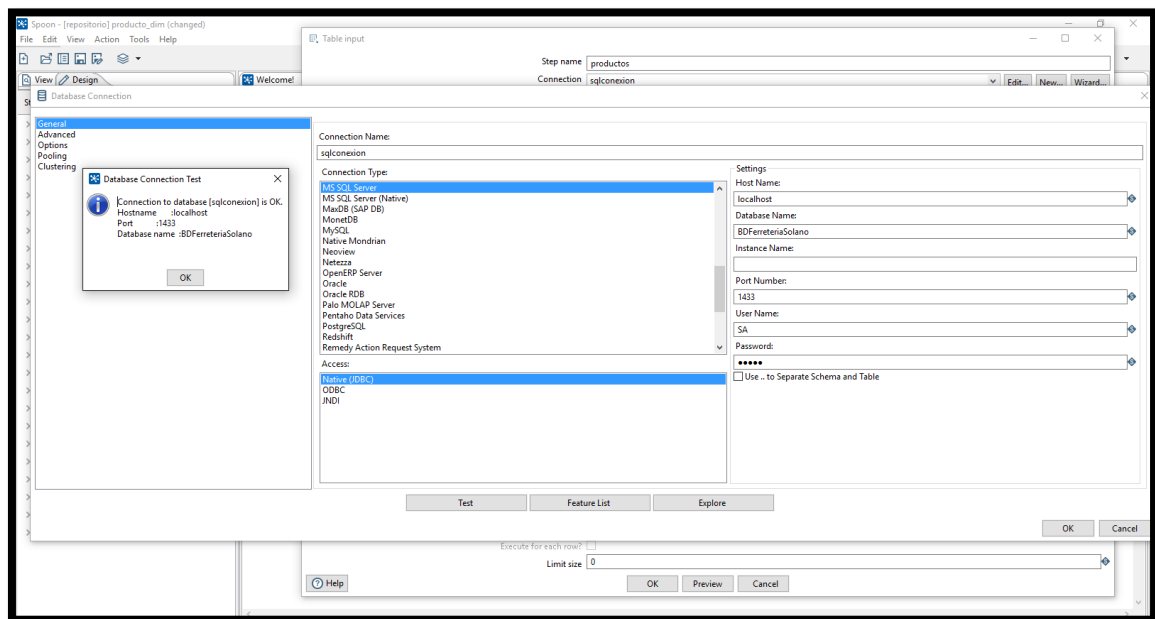 Spoon - [repositorio] producto_dim (changed)
File Edit View Action Tools Help
Table input
Step name productos
Connection sqlconexion Edit... New... Wizard...
View Design Welcome!
Database Connection
General
Advanced
Options
Pooling
Clustering
Database Connection Test
Connection to database [sqlconexion] is OK.
Hostname :localhost
Port :1433
Database name :BDFerreteriaSolano
OK
Connection Name:
sqlconexion
Connection Type:
MS SQL Server
MS SQL Server (Native)
MaxDB (SAP DB)
MonetDB
MySQL
Native Mondrian
Neoview
Netezza
OpenERP Server
Oracle
Oracle RDB
Palo MOLAP Server
Pentaho Data Services
PostgreSQL
Redshift
Remedy Action Request System
Access:
Native (JDBC)
ODBC
JNDI
Settings
Host Name:
localhost
Database Name:
BDFerreteriaSolano
Instance Name:
Port Number:
1433
User Name:
SA
Password:
●●●●●
Use .. to Separate Schema and Table
Test Feature List Explore
OK Cancel
Execute for each row?
Limit size 0
Help OK Preview Cancel